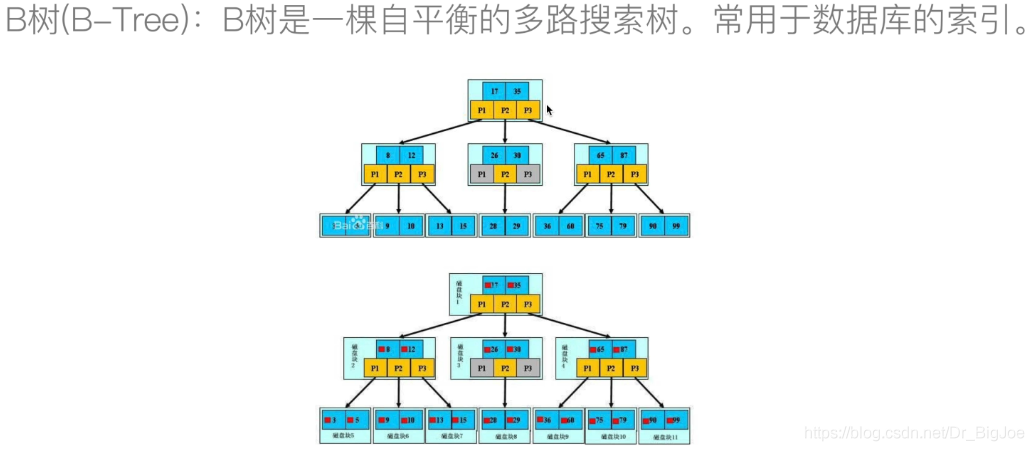 B树(B-Tree)：B树是一棵自平衡的多路搜索树。常用于数据库的索引。
17 35
P1 P2 P3
8 12 26 30 65 87
P1 P2 P3 P1 P2 P3 P1 P2 P3
9 10 13 15 28 29 36 60 75 79 90 99
磁盘块1 17 35
P1 P2 P3
磁盘块2 8 12 磁盘块3 26 30 磁盘块4 65 87
P1 P2 P3 P1 P2 P3 P1 P2 P3
3 5 9 10 13 15 28 29 36 60 75 79 90 99
磁盘块5 磁盘块6 磁盘块7 磁盘块8 磁盘块9 磁盘块10 磁盘块11
https://blog.csdn.net/Dr_BigJoe